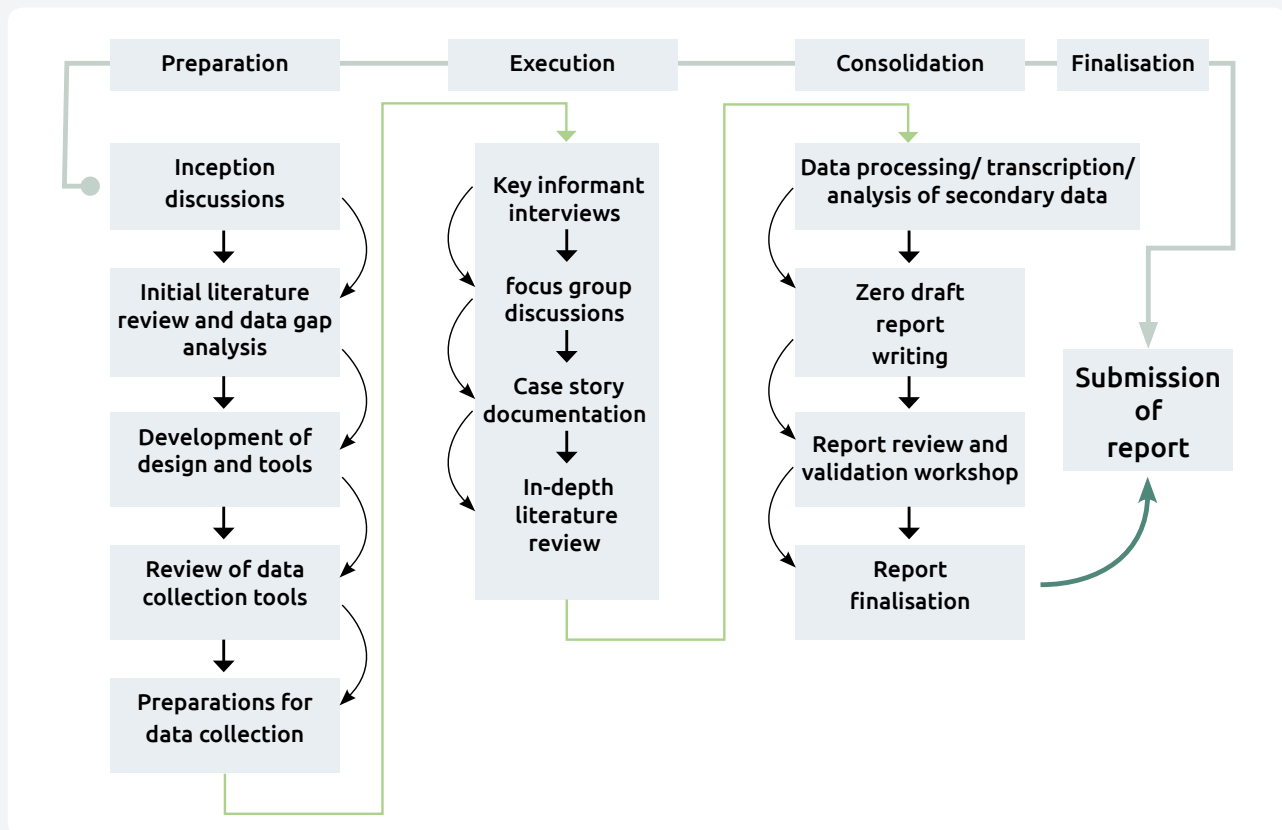 Preparation
Execution
Consolidation
Finalisation
Inception
discussions
Initial literature
review and data gap
analysis
Development of
design and tools
Review of data
collection tools
Preparations for
data collection
Key informant
interviews
focus group
discussions
Case story
documentation
In-depth
literature
review
Data processing/ transcription/
analysis of secondary data
Zero draft
report
writing
Report review and
validation workshop
Report
finalisation
Submission
of
report